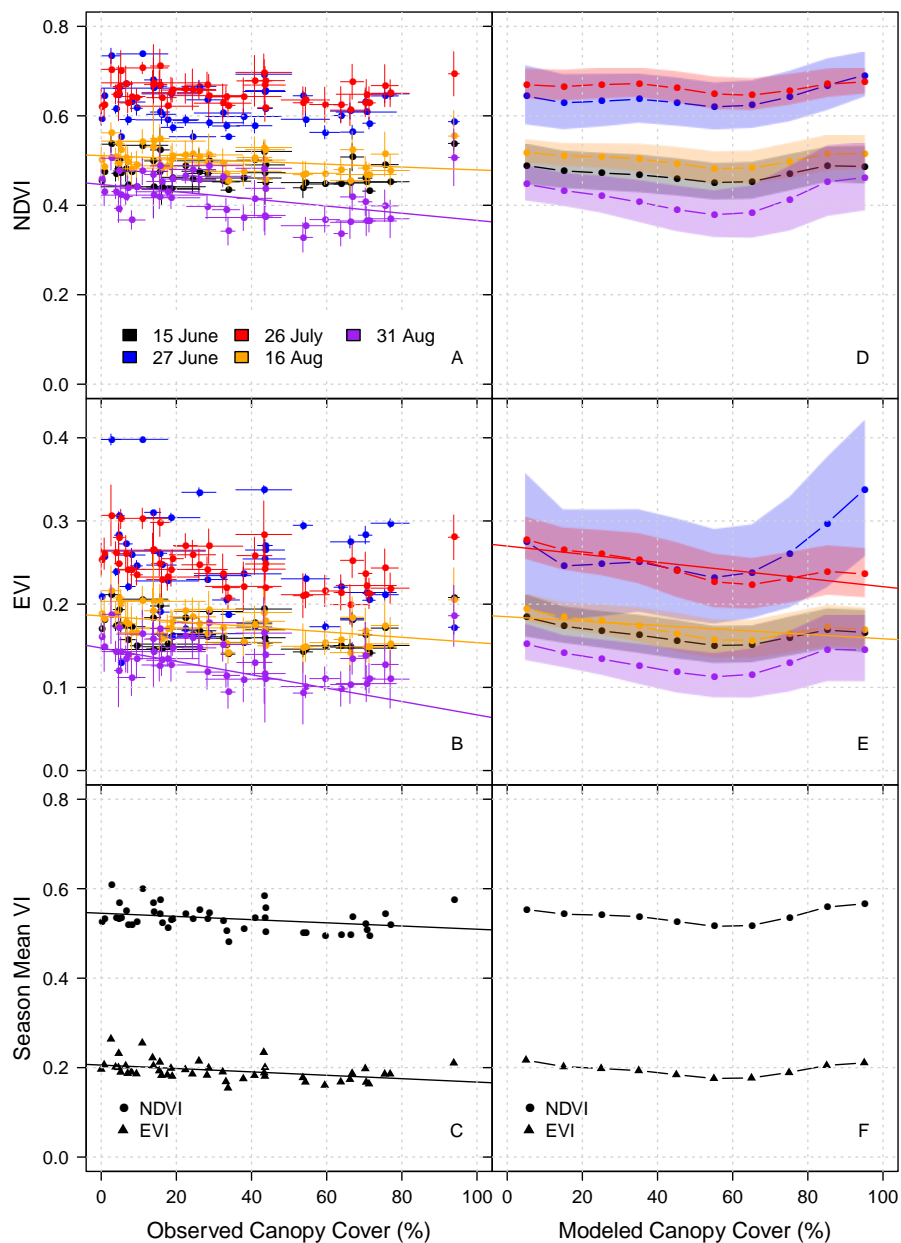 0.8
0.6
0.4
0.2
0.0
NDVI
15 June
26 July
31 Aug
27 June
16 Aug
A
D
0.4
0.3
0.2
0.1
0.0
EVI
B
E
0.8
0.6
0.4
0.2
0.0
Season Mean VI
NDVI
EVI
C
NDVI
EVI
F
0 20 40 60 80 100
0 20 40 60 80 100
Observed Canopy Cover (%)
Modeled Canopy Cover (%)